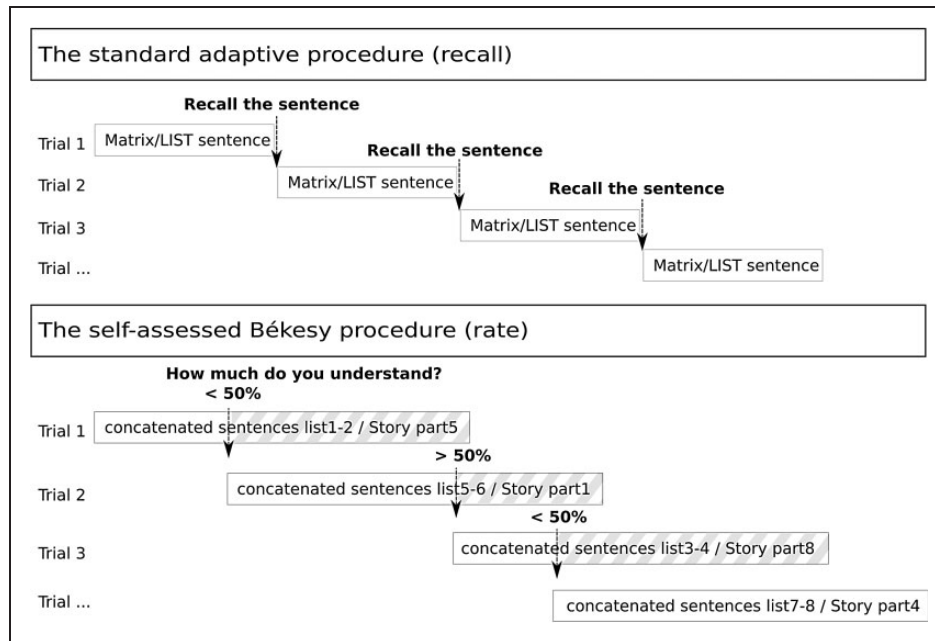 The standard adaptive procedure (recall)
Recall the sentence
Trial 1 Matrix/LIST sentence
Recall the sentence
Trial 2 Matrix/LIST sentence
Recall the sentence
Trial 3 Matrix/LIST sentence
Trial ... Matrix/LIST sentence
The self-assessed Békesy procedure (rate)
How much do you understand?
< 50%
Trial 1 concatenated sentences list1-2 / Story part5
> 50%
Trial 2 concatenated sentences list5-6 / Story part1
< 50%
Trial 3 concatenated sentences list3-4 / Story part8
Trial ... concatenated sentences list7-8 / Story part4